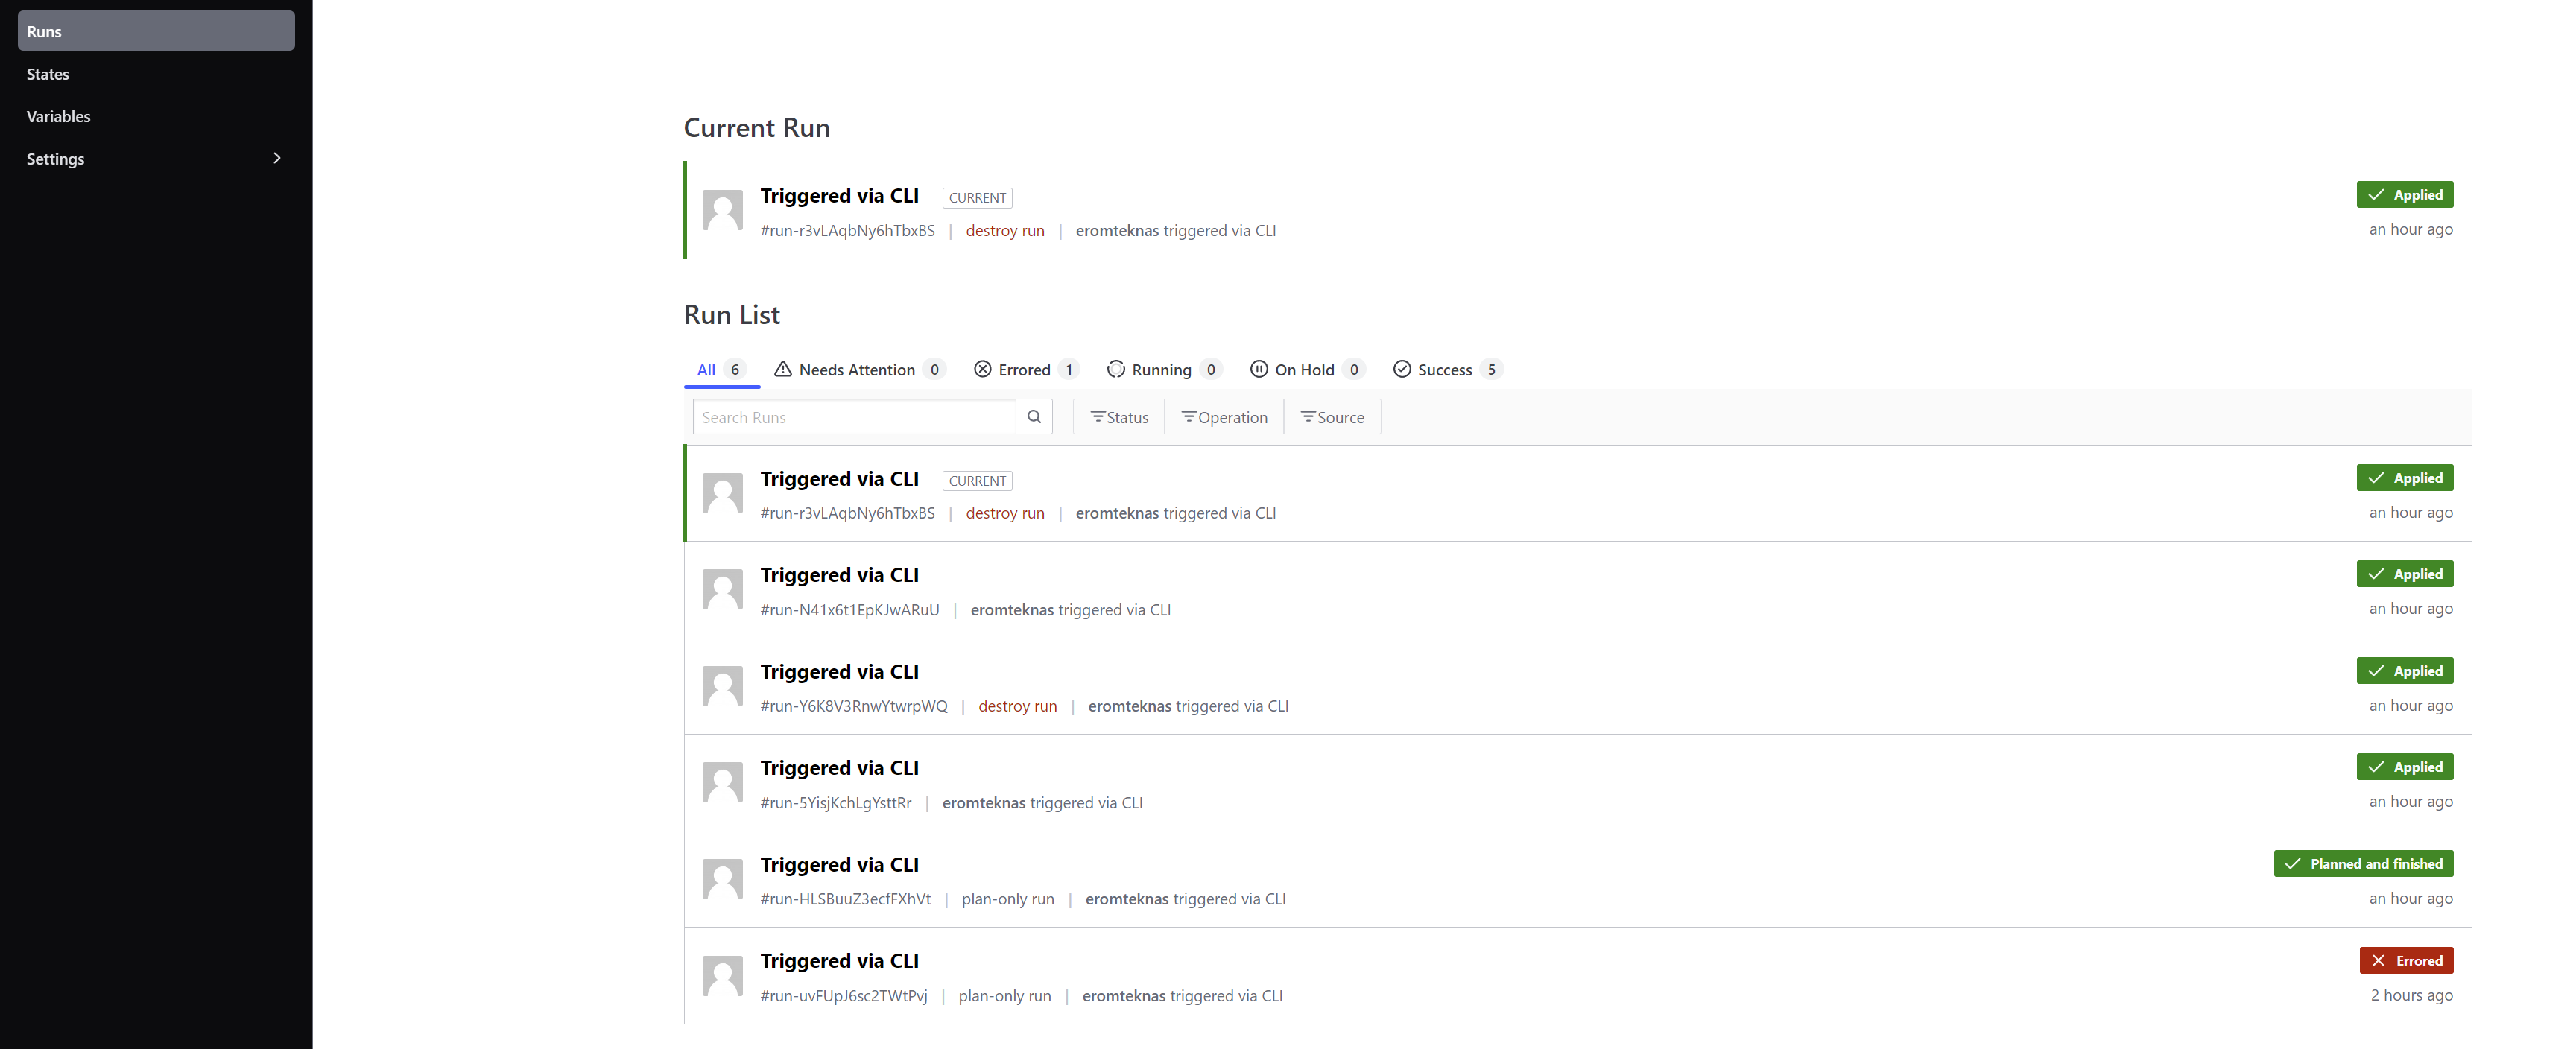 Runs
States
Variables
Settings
Current Run
Triggered via CLI CURRENT Applied
#run-r3vLAqbNy6hTbxBS | destroy run | eromteknas triggered via CLI an hour ago
Run List
All 6 Needs Attention 0 Errored 1 Running 0 On Hold 0 Success 5
Search Runs Status Operation Source
Triggered via CLI CURRENT Applied
#run-r3vLAqbNy6hTbxBS | destroy run | eromteknas triggered via CLI an hour ago
Triggered via CLI Applied
#run-N41x6t1EpKJwARuU | eromteknas triggered via CLI an hour ago
Triggered via CLI Applied
#run-Y6K8V3RnwYtwrpWQ | destroy run | eromteknas triggered via CLI an hour ago
Triggered via CLI Applied
#run-5YisjKchLgYsttRr | eromteknas triggered via CLI an hour ago
Triggered via CLI Planned and finished
#run-HLSBuuZ3ecfFXhVt | plan-only run | eromteknas triggered via CLI an hour ago
Triggered via CLI Errored
#run-uvFUpJ6sc2TWtPvj | plan-only run | eromteknas triggered via CLI 2 hours ago